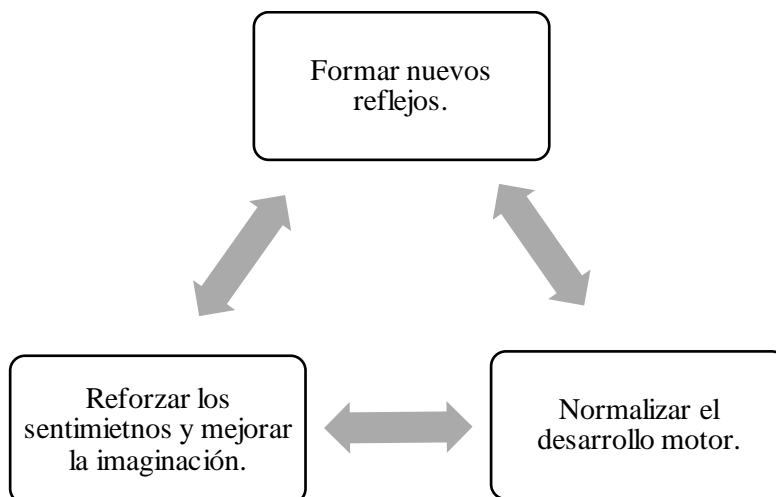 Formar nuevos
reflejos.
Reforzar los
sentimietnos y mejorar
la imaginación.
Normalizar el
desarrollo motor.